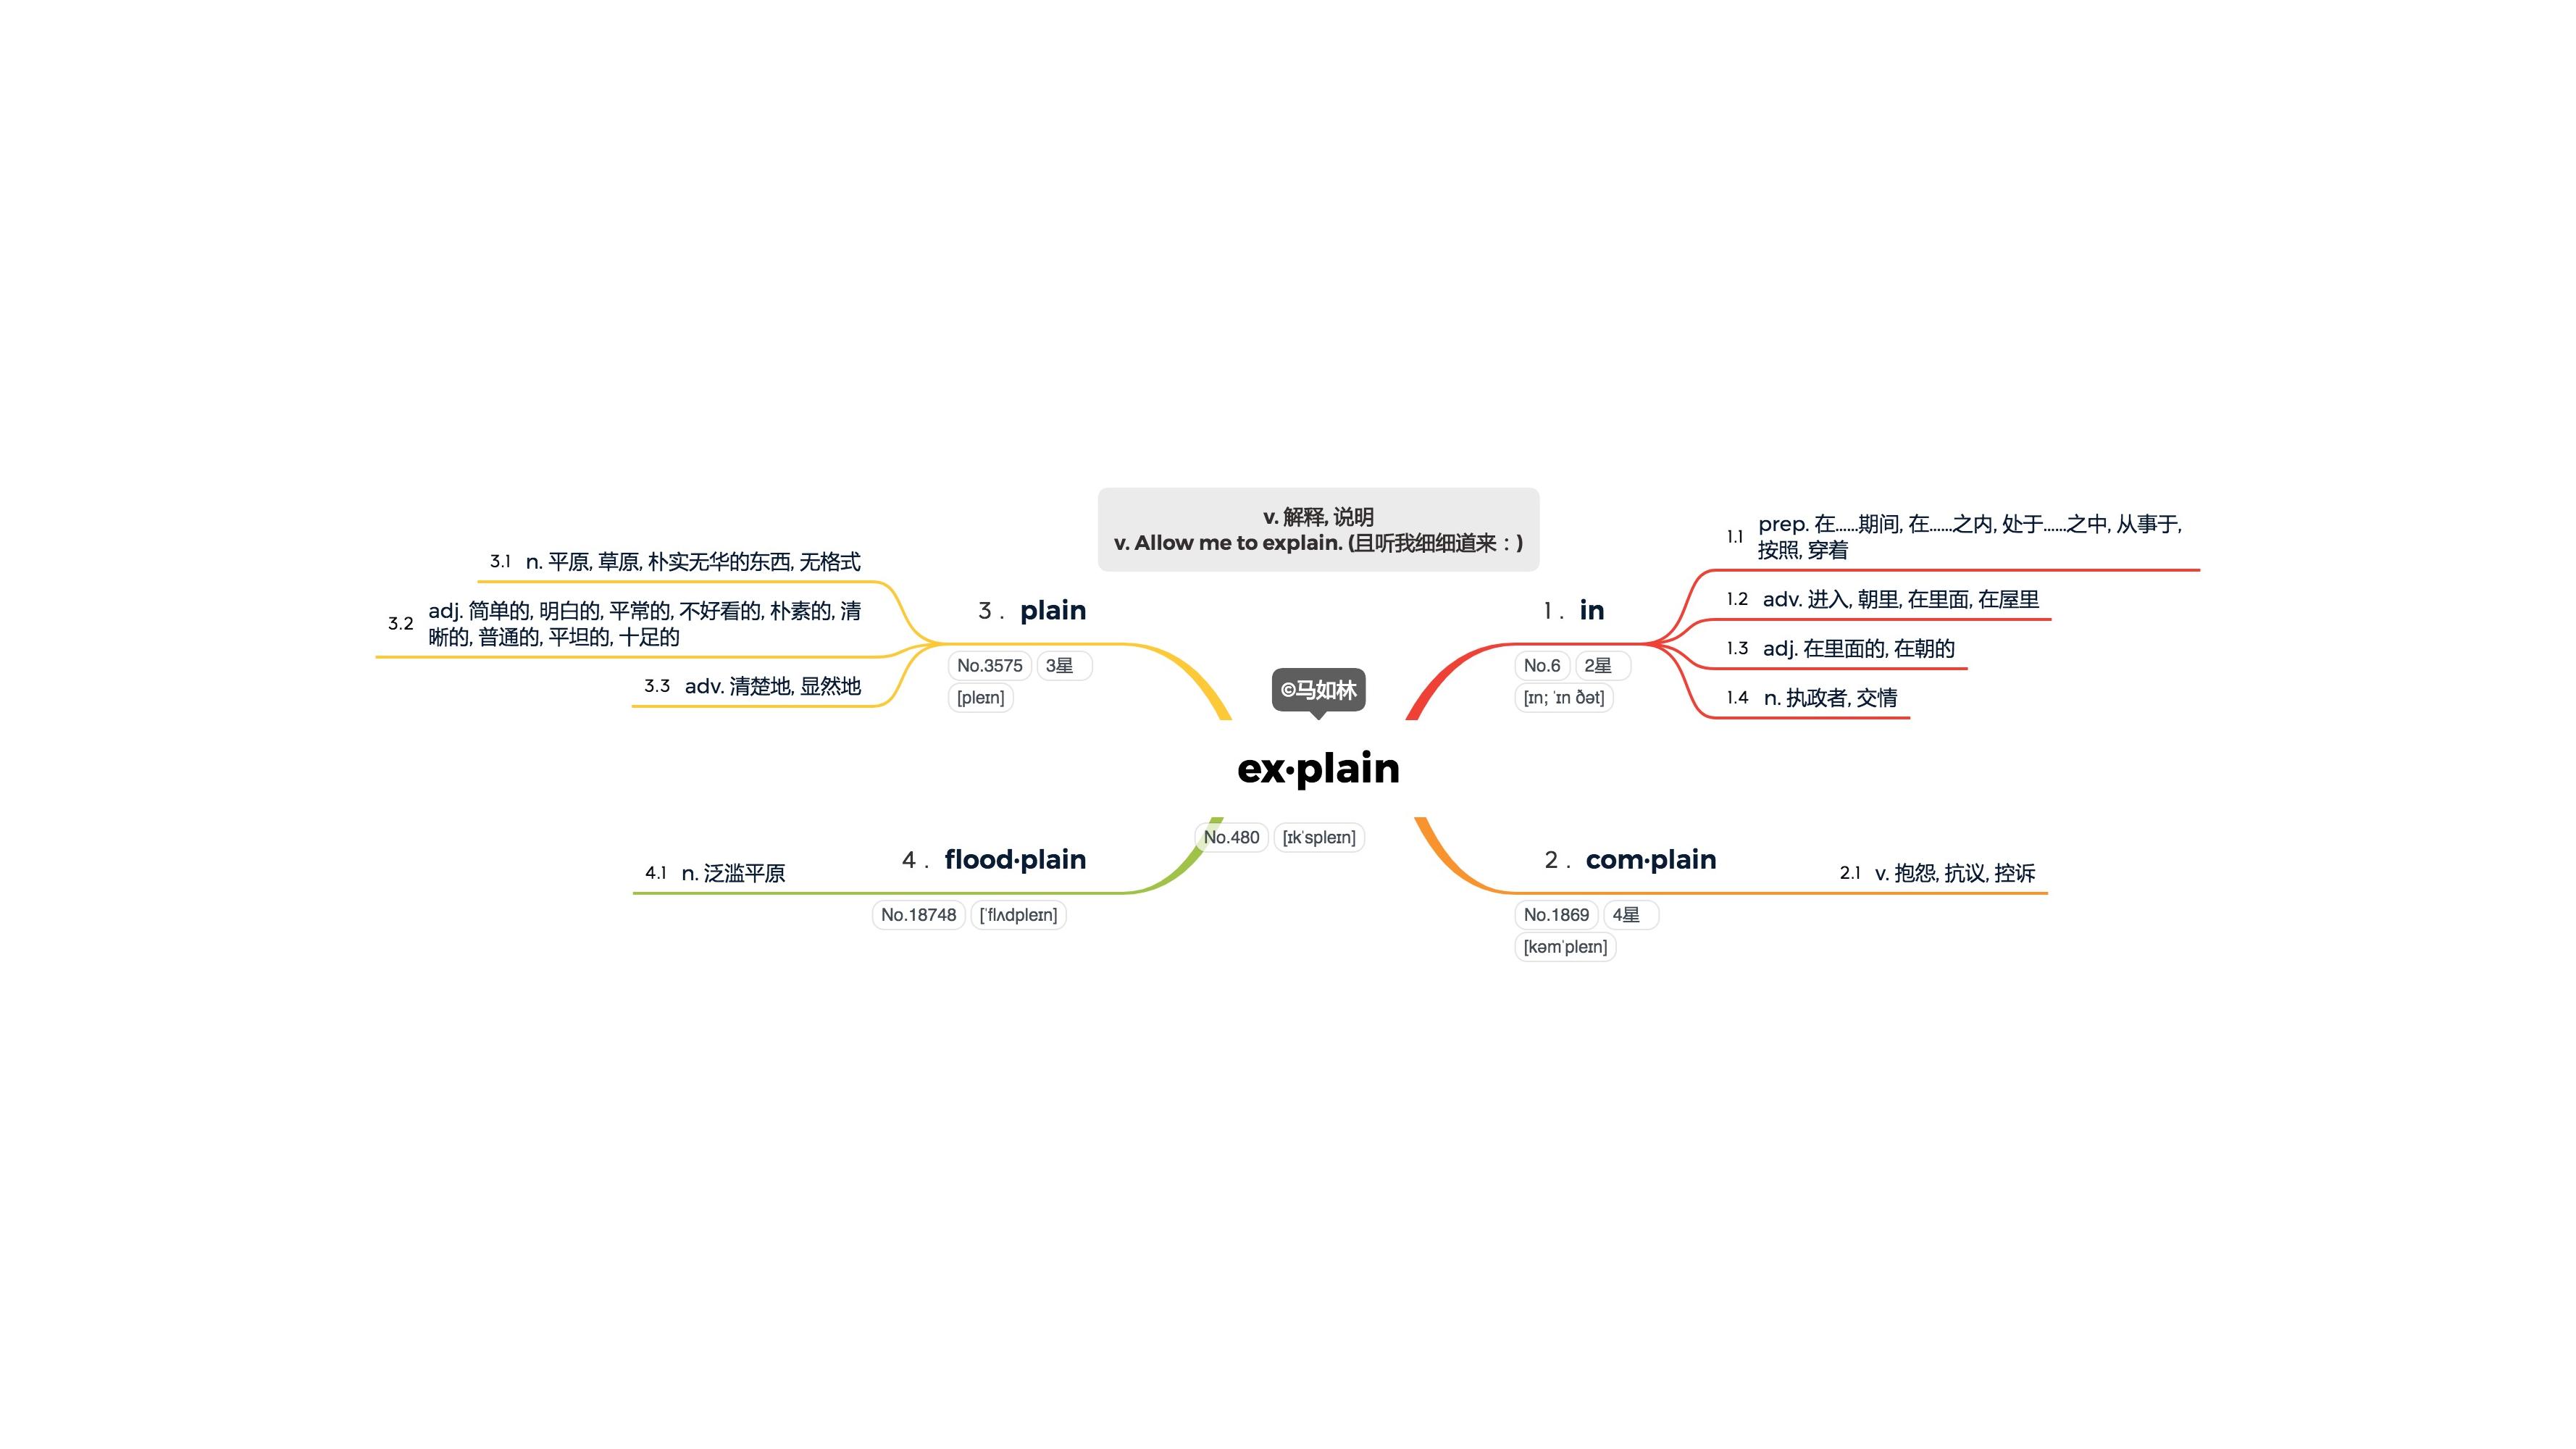 v. 解释, 说明
v. Allow me to explain. (且听我细细道来：)
©马如林
ex·plain
No.480 [ɪkˈspleɪn]
1. in
No.6 2星
[ɪn; ˈɪn ðət]
1.1 prep. 在……期间, 在……之内, 处于……之中, 从事于,
按照, 穿着
1.2 adv. 进入, 朝里, 在里面, 在屋里
1.3 adj. 在里面的, 在朝的
1.4 n. 执政者, 交情
2. com·plain
No.1869 4星
[kəmˈpleɪn]
2.1 v. 抱怨, 抗议, 控诉
3. plain
No.3575 3星
[pleɪn]
3.1 n. 平原, 草原, 朴实无华的东西, 无格式
3.2 adj. 简单的, 明白的, 平常的, 不好看的, 朴素的, 清
晰的, 普通的, 平坦的, 十足的
3.3 adv. 清楚地, 显然地
4. flood·plain
No.18748 [ˈflʌdpleɪn]
4.1 n. 泛滥平原